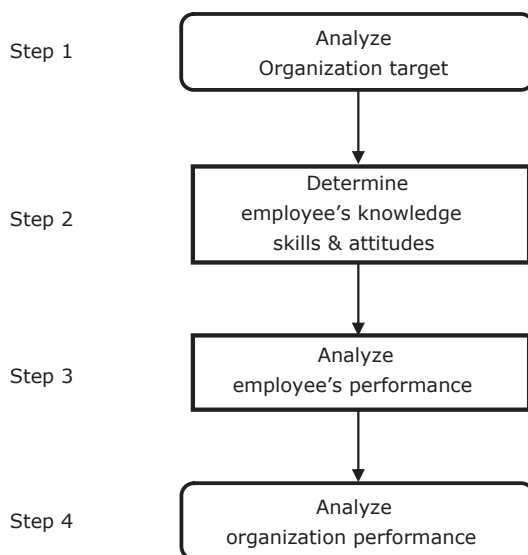 Step 1
Analyze
Organization target
Step 2
Determine
employee’s knowledge
skills & attitudes
Step 3
Analyze
employee’s performance
Step 4
Analyze
organization performance